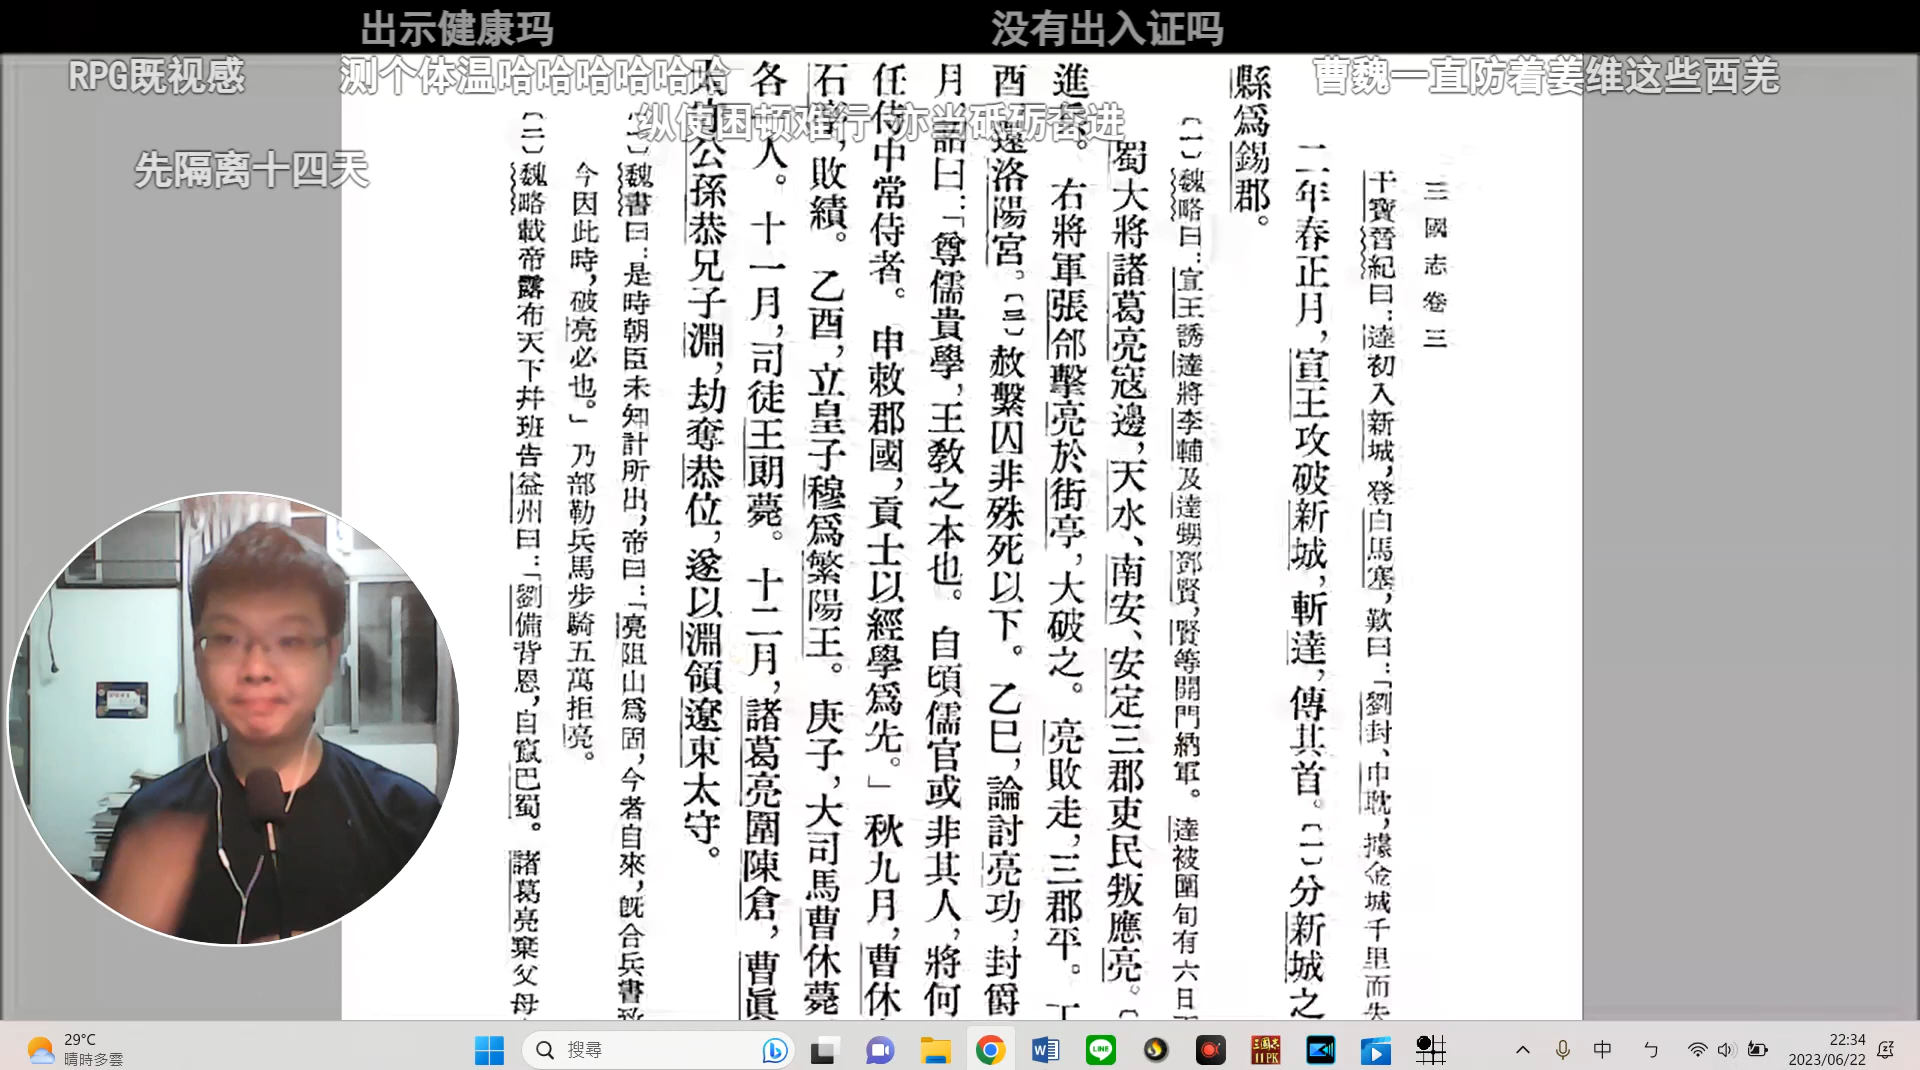 出示健康玛
没有出入证吗
RPG既视感
测个体温哈哈哈哈哈哈
曹魏一直防着姜维这些西羌
纵使困顿难行 亦当砥砺奋进
先隔离十四天
三國志卷三
干寶晉紀曰：達初入新城，登白馬塞，歎曰：「劉封、申耽，據金城千里而失
二年春正月，宣王攻破新城，斬達，傳其首。〔一〕分新城之
縣爲錫郡。
〔一〕魏略曰：宣王誘達將李輔及達甥鄧賢，賢等開門納軍。達被圍旬有六日
蜀大將諸葛亮寇邊，天水、南安、安定三郡吏民叛應亮。
進兵。右將軍張郃擊亮於街亭，大破之。亮敗走，三郡平。丁
酉，還洛陽宮。〔三〕赦繫囚非殊死以下。乙巳，論討亮功，封爵
月，詔曰：「尊儒貴學，王教之本也。自頃儒官或非其人，將何
任侍中常侍者。申敕郡國，貢士以經學爲先。」秋九月，曹休
石亭，敗績。乙酉，立皇子穆爲繁陽王。庚子，大司馬曹休薨
各一人。十一月，司徒王朗薨。十二月，諸葛亮圍陳倉，曹眞
公孫恭兄子淵，劫奪恭位，遂以淵領遼東太守。
魏書曰：是時朝臣未知計所出，帝曰：「亮阻山爲固，今者自來，旣合兵書致
今因此時，破亮必也。」乃部勒兵馬步騎五萬拒亮。
〔二〕魏略載帝露布天下幷班告益州曰：「劉備背恩，自竄巴蜀。諸葛亮棄父母
29°C
晴時多雲
搜尋
中
ㄅ
22:34
2023/06/22